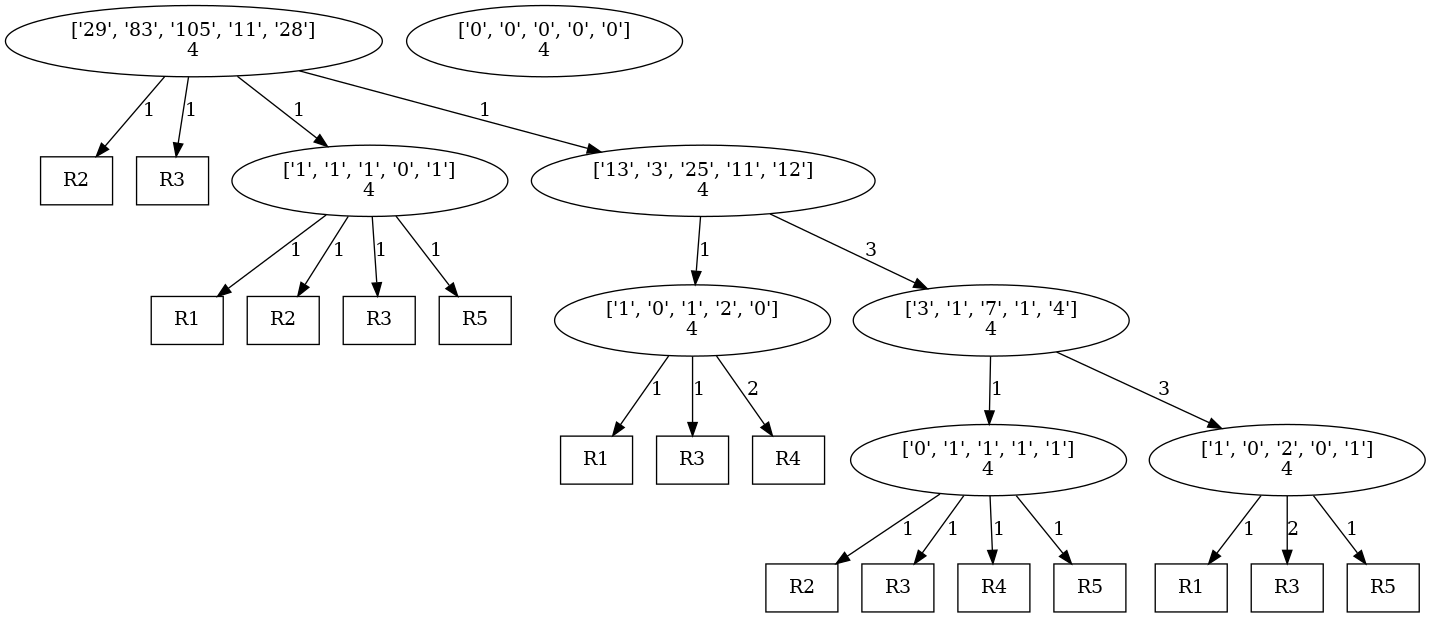 ['29', '83', '105', '11', '28']
4
['0', '0', '0', '0', '0']
4
1
1
1
1
R2
R3
['1', '1', '1', '0', '1']
4
['13', '3', '25', '11', '12']
4
1
1
1
1
1
3
R1
R2
R3
R5
['1', '0', '1', '2', '0']
4
['3', '1', '7', '1', '4']
4
1
1
2
1
3
R1
R3
R4
['0', '1', '1', '1', '1']
4
['1', '0', '2', '0', '1']
4
1
1
1
1
1
2
1
R2
R3
R4
R5
R1
R3
R5